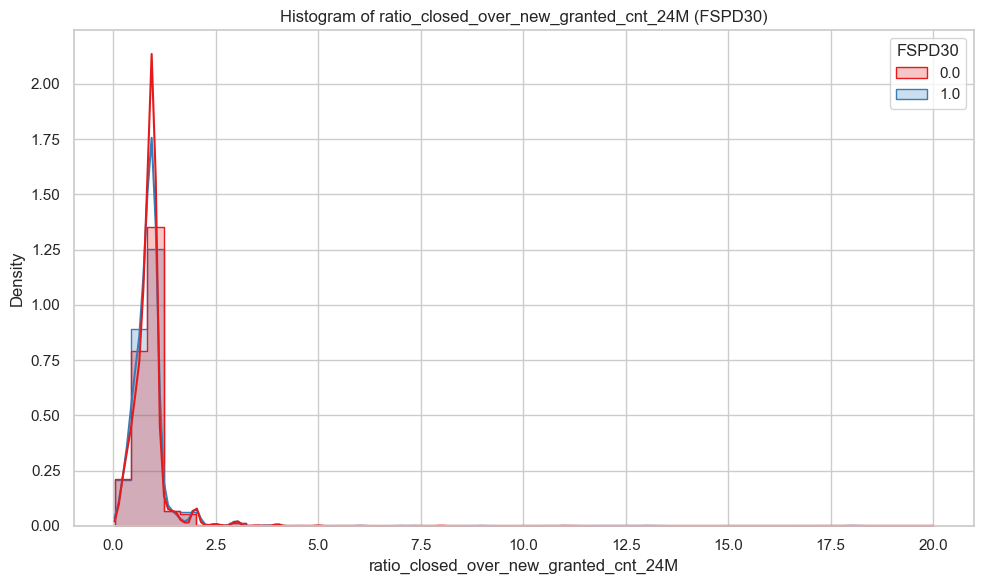 Histogram of ratio_closed_over_new_granted_cnt_24M (FSPD30)
FSPD30
0.0
1.0
Density
2.00
1.75
1.50
1.25
1.00
0.75
0.50
0.25
0.00
0.0 2.5 5.0 7.5 10.0 12.5 15.0 17.5 20.0
ratio_closed_over_new_granted_cnt_24M